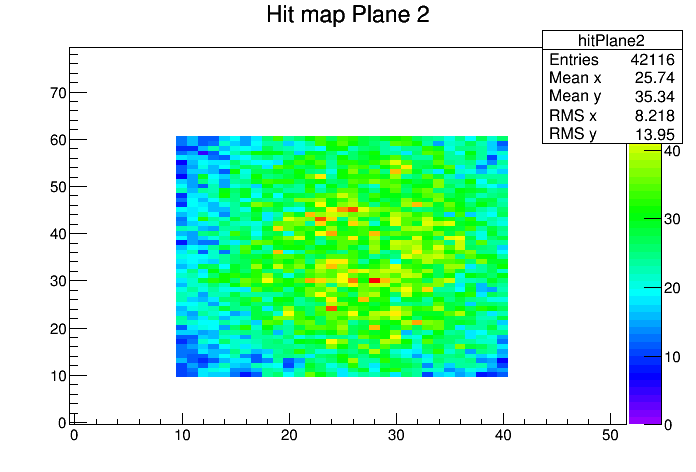 Hit map Plane 2
hitPlane2
Entries 42116
Mean x 25.74
Mean y 35.34
RMS x 8.218
RMS y 13.95
70
60
50
40
30
20
10
0
0 10 20 30 40 50
40
30
20
10
0